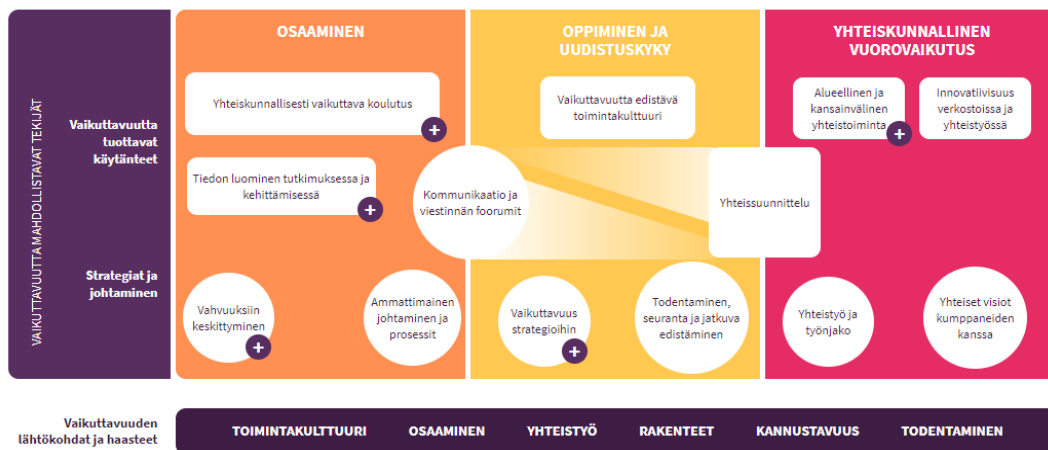 VAIKUTTAVUUTTA MAHDOLLISTAVAT TEKIJÄT
Vaikuttavuutta
tuottavat
käytänteet
Strategiat ja
johtaminen
OSAAMINEN
Yhteiskunnallisesti vaikuttava koulutus
+
Tiedon luominen tutkimuksessa ja
kehittämisessä
+
Kommunikaatio ja
viestinnän foorumit
Vahvuuksiin
keskittyminen
+
Ammattimainen
johtaminen ja
prosessit
OPPIMINEN JA
UUDISTUSKYKY
Vaikuttavuutta edistävä
toimintakulttuuri
Vaikuttavuus
strategioihin
+
Todentaminen,
seuranta ja jatkuva
edistäminen
YHTEISKUNNALLINEN
VUOROVAIKUTUS
Alueellinen ja
kansainvälinen
yhteistoiminta
+
Innovatiivisuus
verkostoissa ja
yhteistyössä
Yhteissuunnittelu
Yhteistyö ja
työnjako
Yhteiset visiot
kumppaneiden
kanssa
Vaikuttavuuden
lähtökohdat ja haasteet
TOIMINTAKULTTUURI OSAAMINEN YHTEISTYÖ RAKENTEET KANNUSTAVUUS TODENTAMINEN